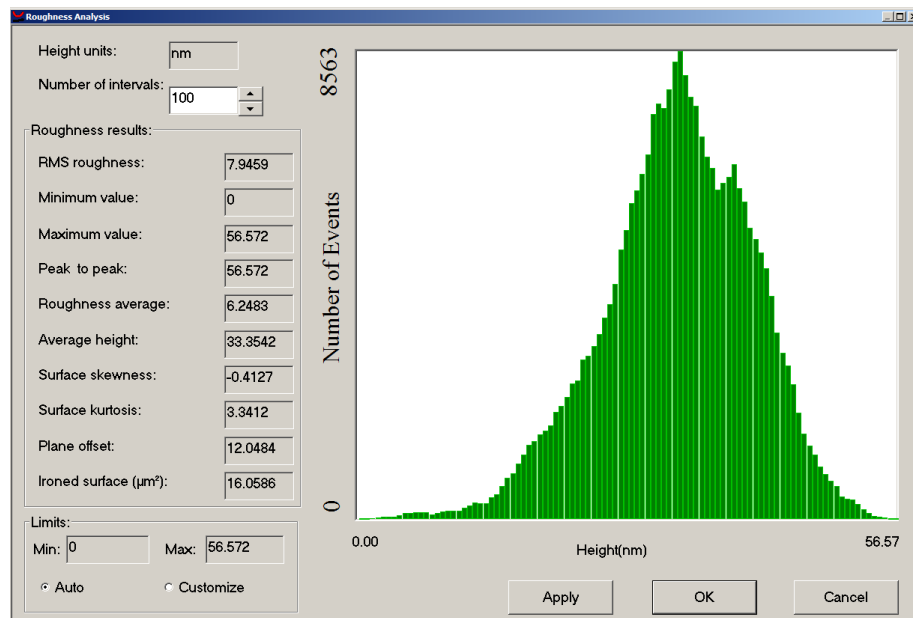 Roughness Analysis
Height units: nm
Number of intervals: 100
Roughness results:
RMS roughness: 7.9459
Minimum value: 0
Maximum value: 56.572
Peak to peak: 56.572
Roughness average: 6.2483
Average height: 33.3542
Surface skewness: -0.4127
Surface kurtosis: 3.3412
Plane offset: 12.0484
Ironed surface (µm²): 16.0586
Limits:
Min: 0 Max: 56.572
Auto Customize
8563
Number of Events
0
0.00 56.57
Height(nm)
Apply OK Cancel